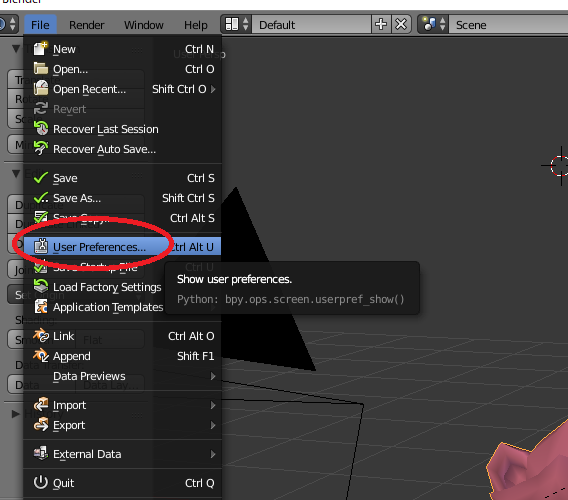 Blender
File Render Window Help Default Scene
New Ctrl N
Open... Ctrl O
Open Recent... Shift Ctrl O
Revert
Recover Last Session
Recover Auto Save...
Save Ctrl S
Save As... Shift Ctrl S
Save Copy... Ctrl Alt S
User Preferences... Ctrl Alt U
Save Startup File Ctrl U
Load Factory Settings
Application Templates
Show user preferences.
Python: bpy.ops.screen.userpref_show()
Link Ctrl Alt O
Append Shift F1
Data Previews
Import
Export
External Data
Quit Ctrl Q